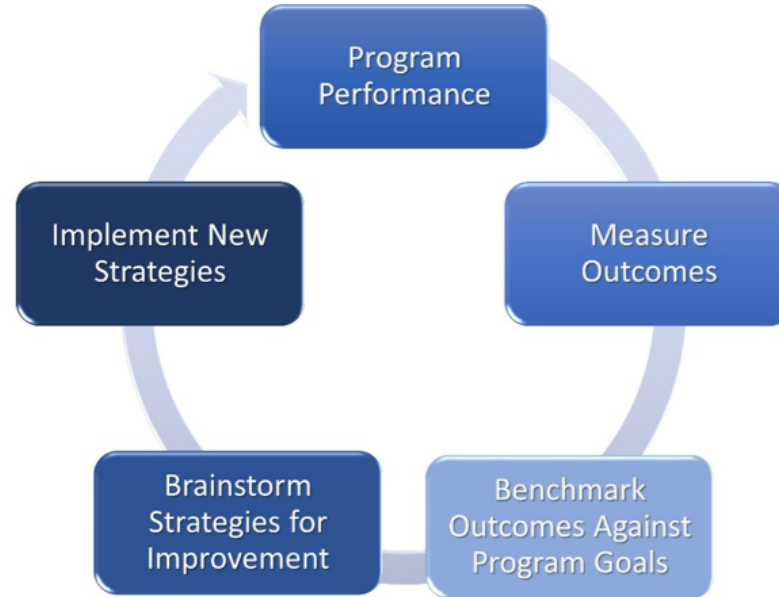 Program
Performance
Measure
Outcomes
Benchmark
Outcomes Against
Program Goals
Brainstorm
Strategies for
Improvement
Implement New
Strategies